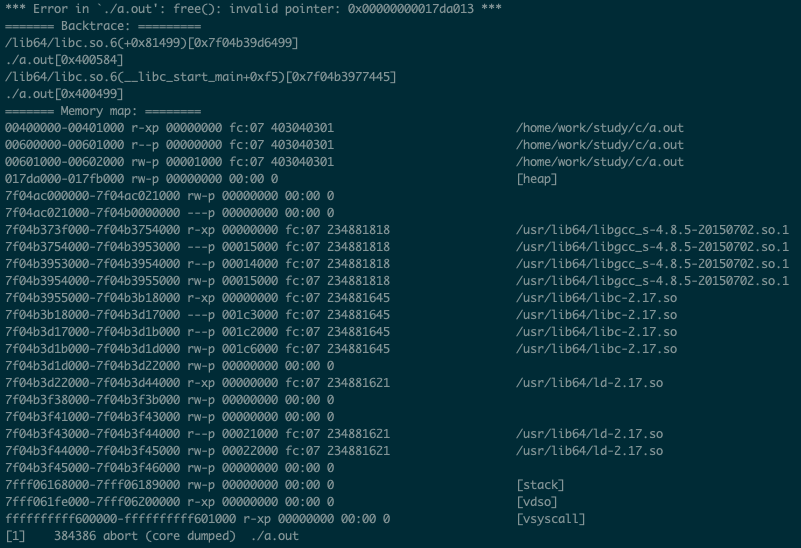 *** Error in `./a.out': free(): invalid pointer: 0x00000000017da013 ***
======= Backtrace: =========
/lib64/libc.so.6(+0x81499)[0x7f04b39d6499]
./a.out[0x400584]
/lib64/libc.so.6(__libc_start_main+0xf5)[0x7f04b3977445]
./a.out[0x400499]
======= Memory map: ========
00400000-00401000 r-xp 00000000 fc:07 403040301 /home/work/study/c/a.out
00600000-00601000 r--p 00000000 fc:07 403040301 /home/work/study/c/a.out
00601000-00602000 rw-p 00001000 fc:07 403040301 /home/work/study/c/a.out
017da000-017fb000 rw-p 00000000 00:00 0 [heap]
7f04ac000000-7f04ac021000 rw-p 00000000 00:00 0
7f04ac021000-7f04b0000000 ---p 00000000 00:00 0
7f04b373f000-7f04b3754000 r-xp 00000000 fc:07 234881818 /usr/lib64/libgcc_s-4.8.5-20150702.so.1
7f04b3754000-7f04b3953000 ---p 00015000 fc:07 234881818 /usr/lib64/libgcc_s-4.8.5-20150702.so.1
7f04b3953000-7f04b3954000 r--p 00014000 fc:07 234881818 /usr/lib64/libgcc_s-4.8.5-20150702.so.1
7f04b3954000-7f04b3955000 rw-p 00015000 fc:07 234881818 /usr/lib64/libgcc_s-4.8.5-20150702.so.1
7f04b3955000-7f04b3b18000 r-xp 00000000 fc:07 234881645 /usr/lib64/libc-2.17.so
7f04b3b18000-7f04b3d17000 ---p 001c3000 fc:07 234881645 /usr/lib64/libc-2.17.so
7f04b3d17000-7f04b3d1b000 r--p 001c2000 fc:07 234881645 /usr/lib64/libc-2.17.so
7f04b3d1b000-7f04b3d1d000 rw-p 001c6000 fc:07 234881645 /usr/lib64/libc-2.17.so
7f04b3d1d000-7f04b3d22000 rw-p 00000000 00:00 0
7f04b3d22000-7f04b3d44000 r-xp 00000000 fc:07 234881621 /usr/lib64/ld-2.17.so
7f04b3f38000-7f04b3f3b000 rw-p 00000000 00:00 0
7f04b3f41000-7f04b3f43000 rw-p 00000000 00:00 0
7f04b3f43000-7f04b3f44000 r--p 00021000 fc:07 234881621 /usr/lib64/ld-2.17.so
7f04b3f44000-7f04b3f45000 rw-p 00022000 fc:07 234881621 /usr/lib64/ld-2.17.so
7f04b3f45000-7f04b3f46000 rw-p 00000000 00:00 0
7fff06168000-7fff06189000 rw-p 00000000 00:00 0 [stack]
7fff061fe000-7fff06200000 r-xp 00000000 00:00 0 [vdso]
ffffffffff600000-ffffffffff601000 r-xp 00000000 00:00 0 [vsyscall]
[1] 384386 abort (core dumped) ./a.out